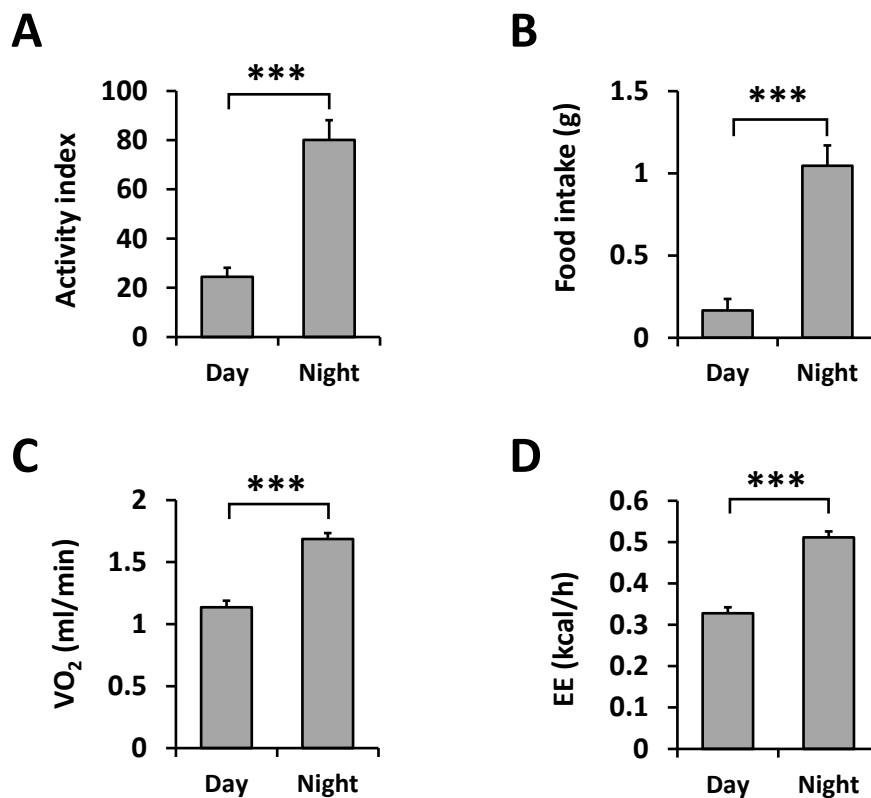 A
Activity index
100
80
60
40
20
0
***
Day Night
B
Food intake (g)
1.5
1
0.5
0
***
Day Night
C
VO₂ (ml/min)
2
1.5
1
0.5
0
***
Day Night
D
EE (kcal/h)
0.6
0.5
0.4
0.3
0.2
0.1
0
***
Day Night